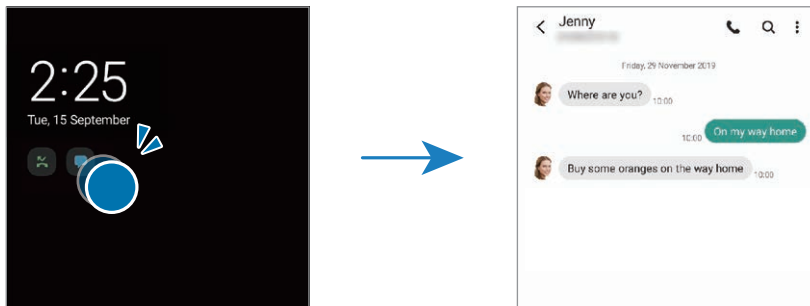 2:25
Tue, 15 September
Jenny
Friday, 29 November 2019
Where are you?
10:00
10:00
On my way home
Buy some oranges on the way home
10:00